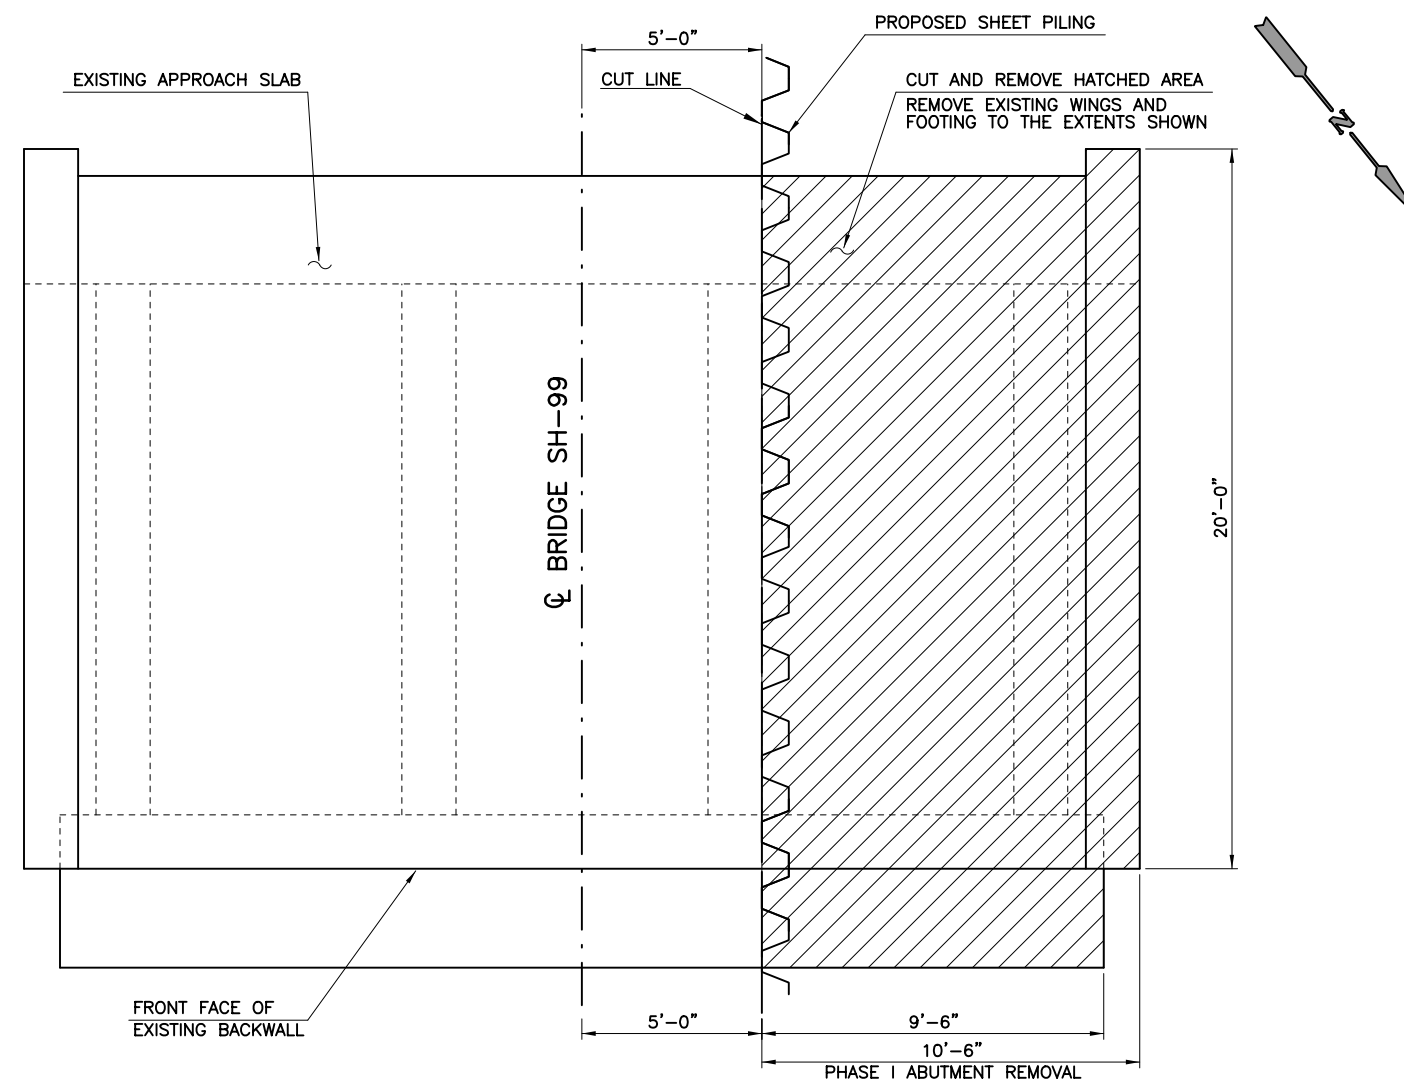 PROPOSED SHEET PILING
5'-0"
EXISTING APPROACH SLAB
CUT LINE
CUT AND REMOVE HATCHED AREA
REMOVE EXISTING WINGS AND
FOOTING TO THE EXTENTS SHOWN
N
℄ BRIDGE SH-99
20'-0"
FRONT FACE OF
EXISTING BACKWALL
5'-0"
9'-6"
10'-6"
PHASE I ABUTMENT REMOVAL